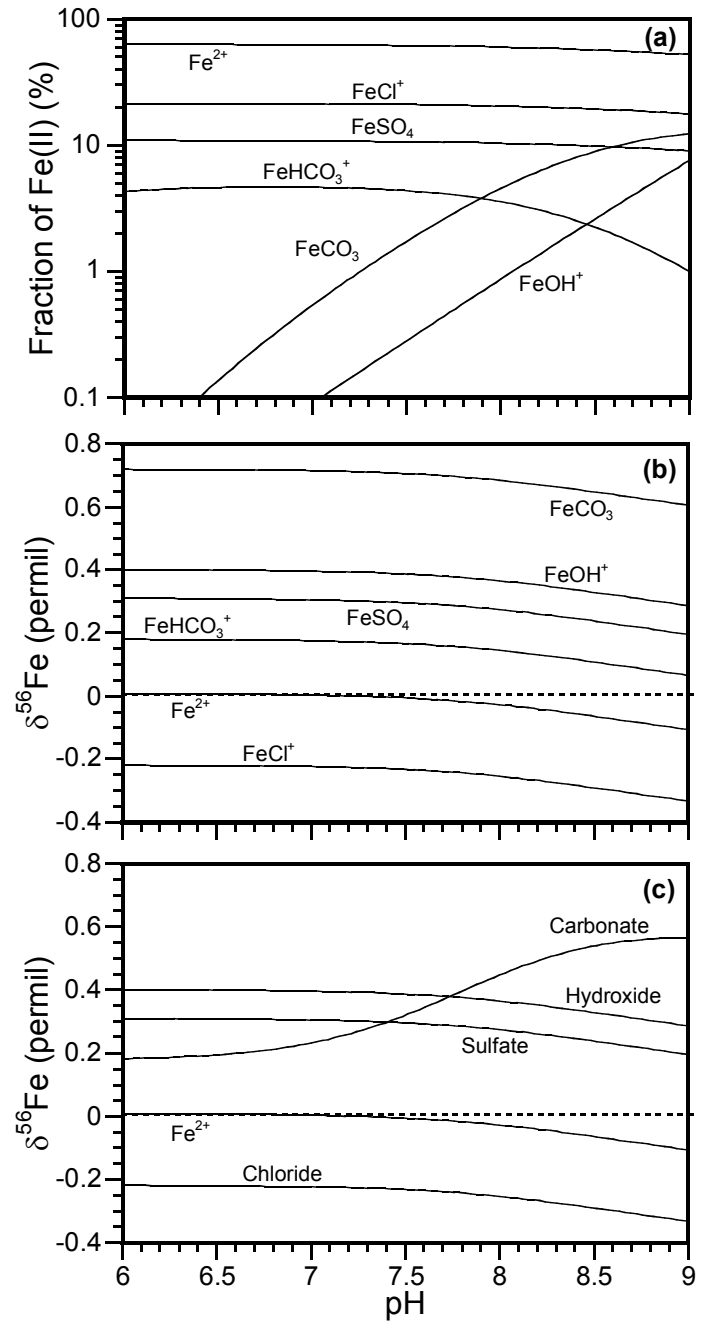 (a)
100
10
1
0.1
Fraction of Fe(II) (%)
Fe²⁺
FeCl⁺
FeSO₄
FeHCO₃⁺
FeCO₃
FeOH⁺
(b)
0.8
0.6
0.4
0.2
0
-0.2
-0.4
δ⁵⁶Fe (permil)
FeCO₃
FeOH⁺
FeHCO₃⁺
FeSO₄
Fe²⁺
FeCl⁺
(c)
0.8
0.6
0.4
0.2
0
-0.2
-0.4
δ⁵⁶Fe (permil)
Carbonate
Hydroxide
Sulfate
Fe²⁺
Chloride
6 6.5 7 7.5 8 8.5 9
pH